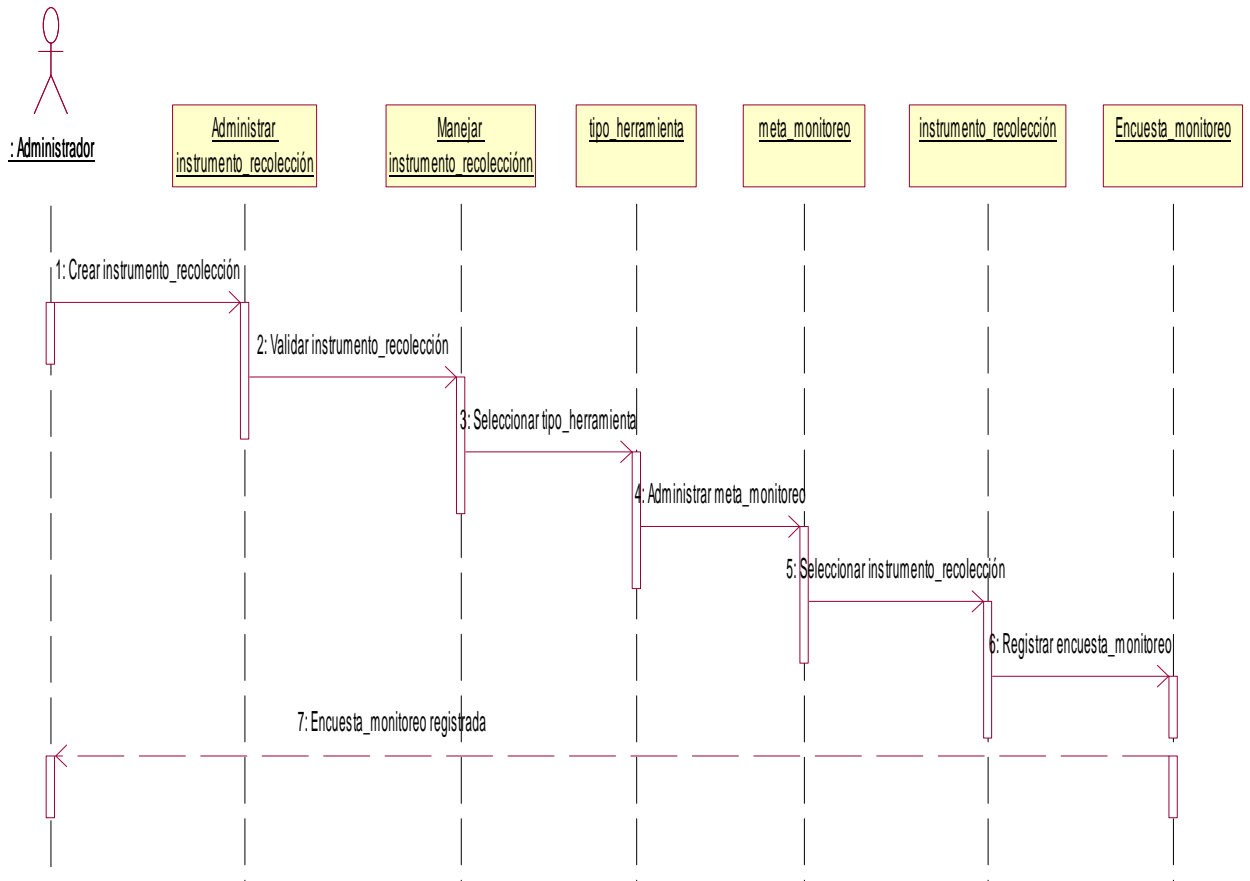 : Administrador
Administrar
instrumento_recolección
Manejar
instrumento_recolecciónn
tipo_herramienta
meta_monitoreo
instrumento_recolección
Encuesta_monitoreo
1: Crear instrumento_recolección
2: Validar instrumento_recolección
3: Seleccionar tipo_herramienta
4: Administrar meta_monitoreo
5: Seleccionar instrumento_recolección
6: Registrar encuesta_monitoreo
7: Encuesta_monitoreo registrada